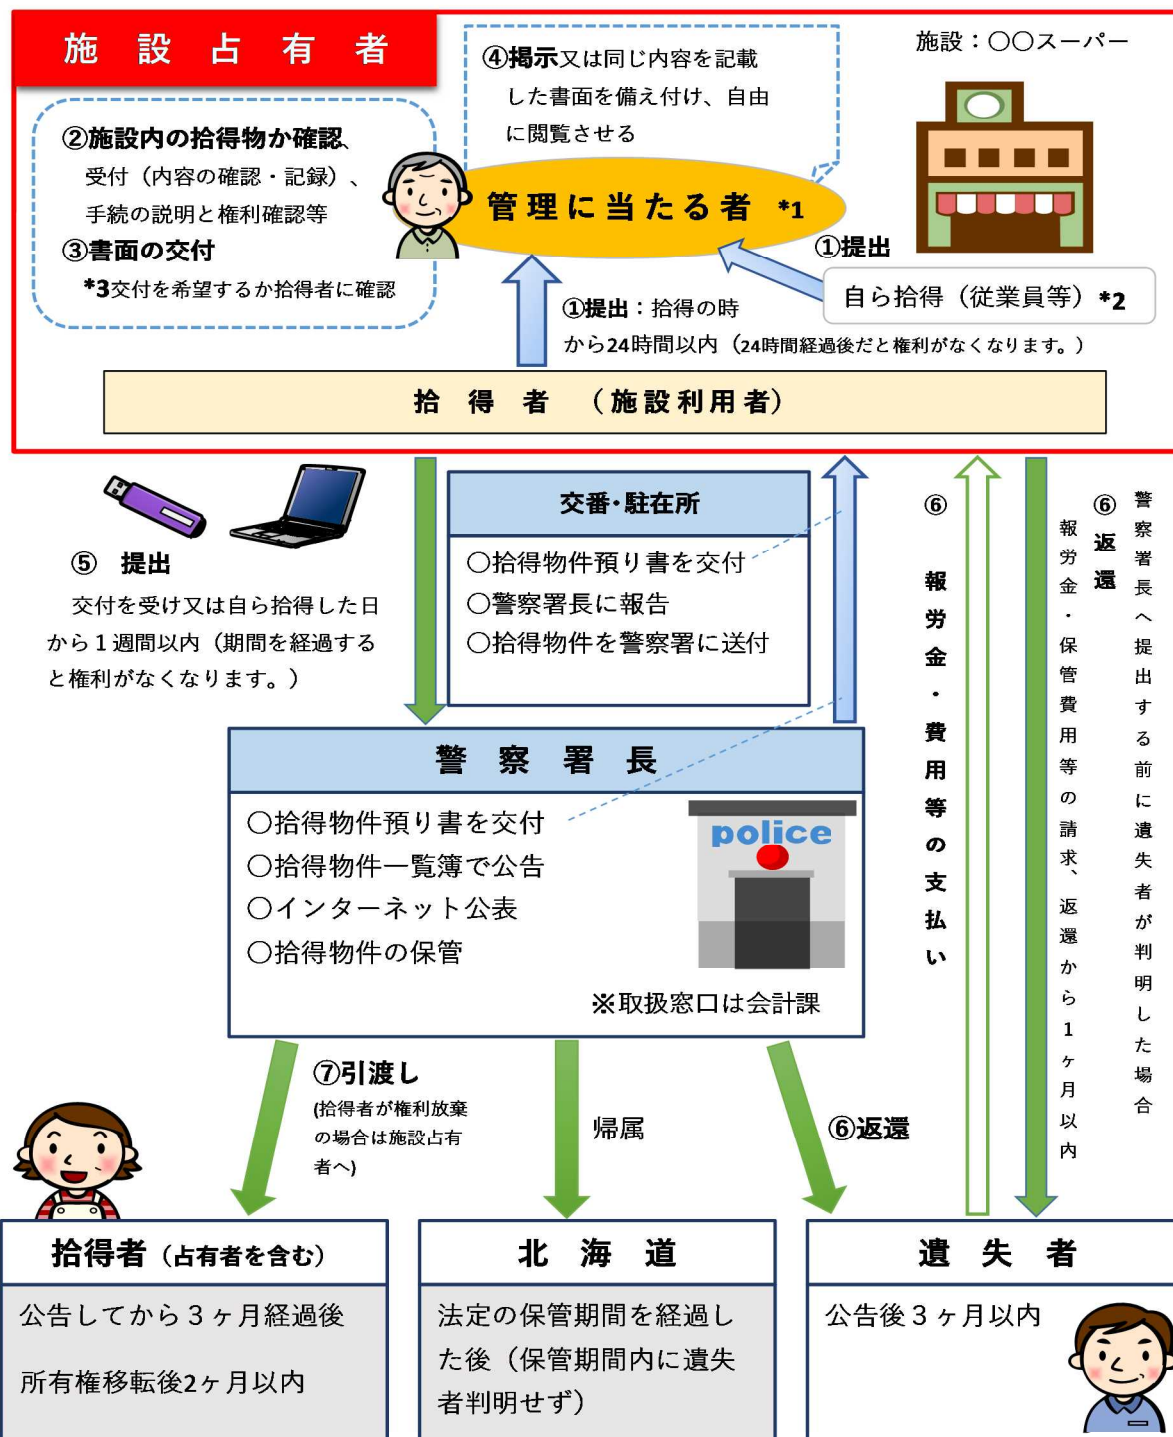 施設占有者
④掲示又は同じ内容を記載
した書面を備え付け、自由
に閲覧させる
施設：〇〇スーパー
②施設内の拾得物か確認、
受付（内容の確認・記録）、
手続の説明と権利確認等
③書面の交付
*3交付を希望するか拾得者に確認
管理に当たる者 *1
①提出
自ら拾得（従業員等）*2
①提出：拾得の時
から24時間以内（24時間経過後だと権利がなくなります。）
拾得者（施設利用者）
⑤ 提出
交付を受け又は自ら拾得した日
から１週間以内（期間を経過する
と権利がなくなります。）
交番・駐在所
〇拾得物件預り書を交付
〇警察署長に報告
〇拾得物件を警察署に送付
⑥ 報労金・費用等の支払い
⑥返還
警察署長へ提出する前に遺失者が判明した場合
報労金・保管費用等の請求、返還から１ヶ月以内
警察署長
〇拾得物件預り書を交付
〇拾得物件一覧簿で公告
〇インターネット公表
〇拾得物件の保管
police
※取扱窓口は会計課
⑦引渡し
(拾得者が権利放棄
の場合は施設占有
者へ)
帰属
⑥返還
拾得者（占有者を含む）
公告してから３ヶ月経過後
所有権移転後2ヶ月以内
北海道
法定の保管期間を経過し
た後（保管期間内に遺失
者判明せず）
遺失者
公告後３ヶ月以内